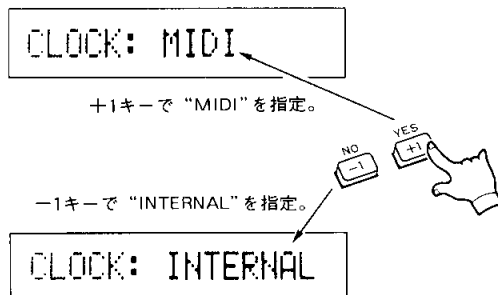 CLOCK: MIDI
+1キーで “MIDI”を指定。
YES
+1
NO
-1
-1キーで “INTERNAL”を指定。
CLOCK: INTERNAL